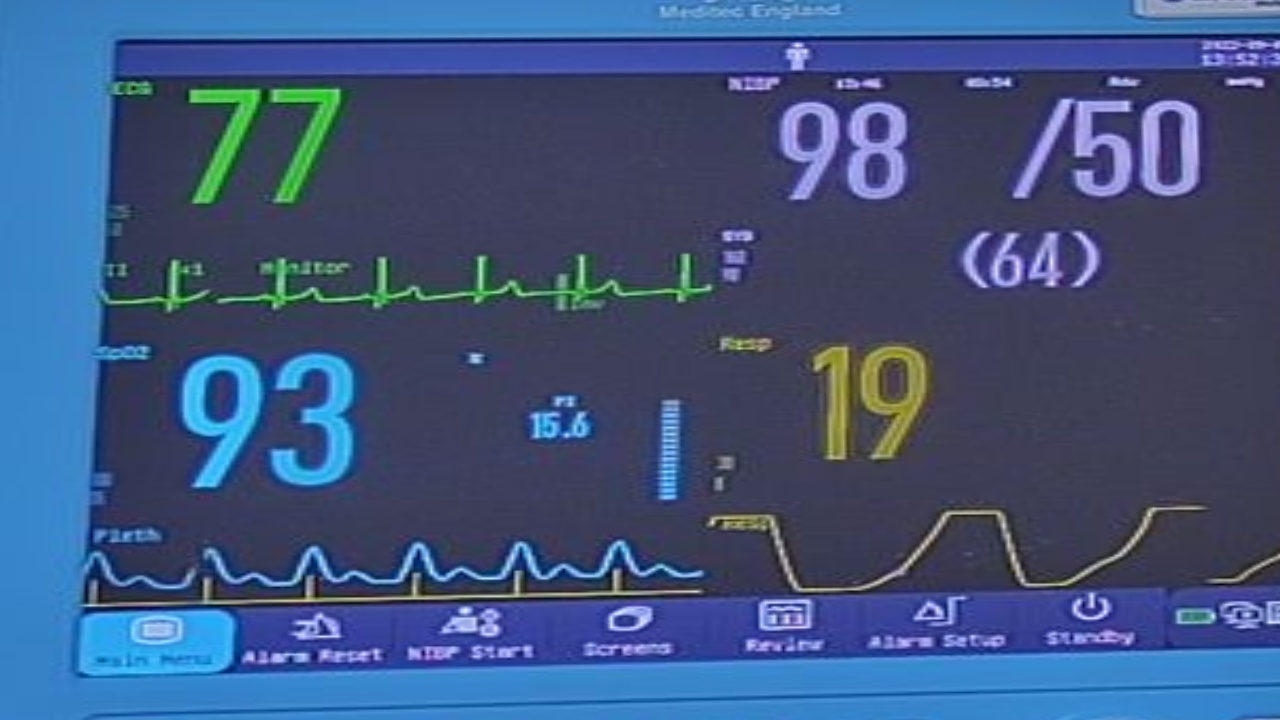 Meditec England
ECG
77
NIBP
98 /50
(64)
II
Monitor
SpO2
93
PI
15.6
Resp
19
Pleth
Resp
Main Menu
Alarm Reset
NIBP Start
Screens
Review
Alarm Setup
Standby